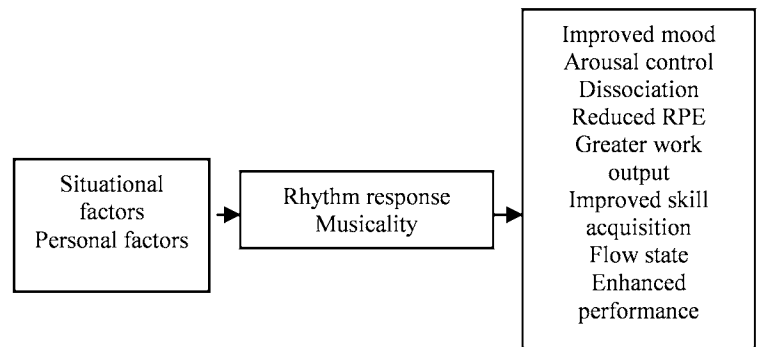 Situational
factors
Personal factors
Rhythm response
Musicality
Improved mood
Arousal control
Dissociation
Reduced RPE
Greater work
output
Improved skill
acquisition
Flow state
Enhanced
performance